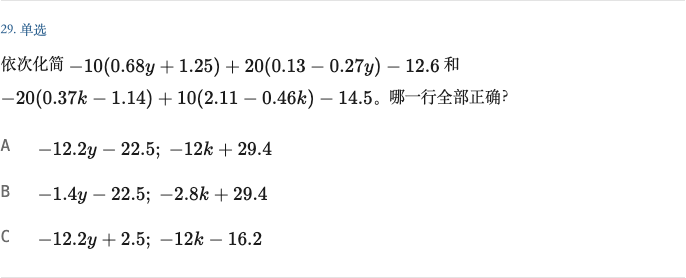 29. 单选
依次化简 −10(0.68y + 1.25) + 20(0.13 − 0.27y) − 12.6 和
−20(0.37k − 1.14) + 10(2.11 − 0.46k) − 14.5。哪一行全部正确?
A −12.2y − 22.5; −12k + 29.4
B −1.4y − 22.5; −2.8k + 29.4
C −12.2y + 2.5; −12k − 16.2